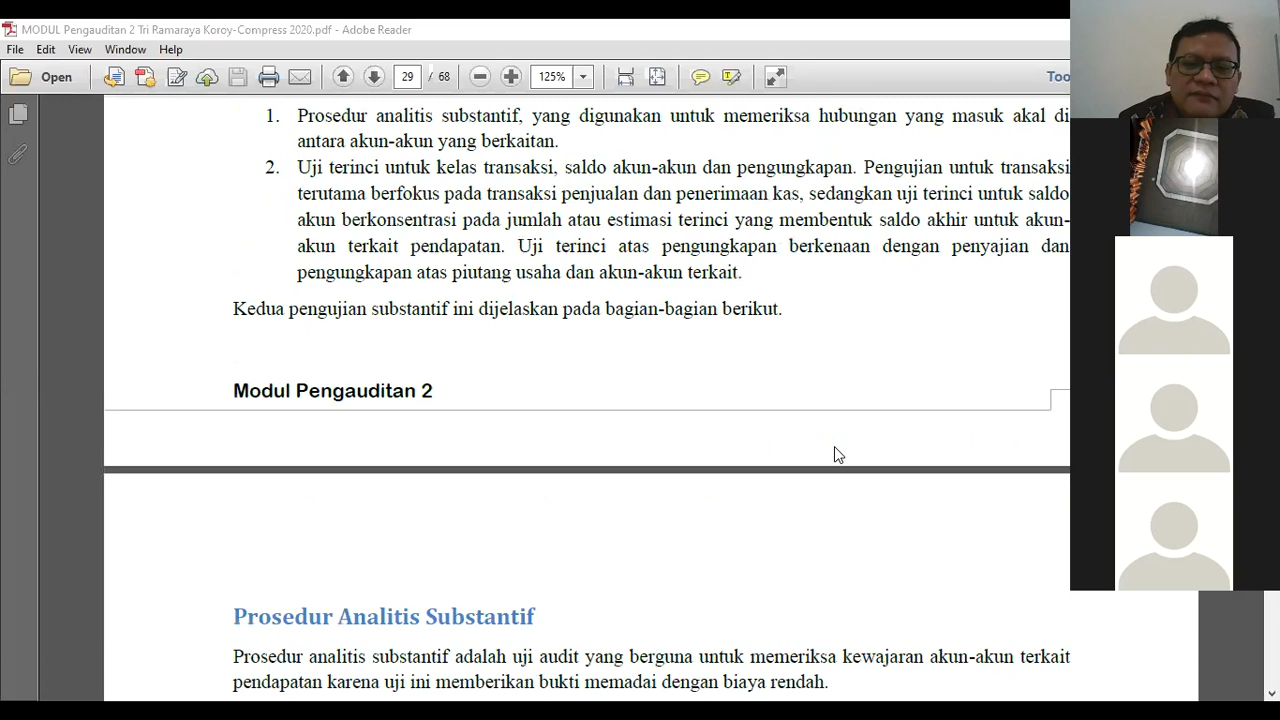 MODUL Pengauditan 2 Tri Ramaraya Koroy-Compress 2020.pdf - Adobe Reader
File Edit View Window Help
Open 29 / 68 125% Too
1. Prosedur analitis substantif, yang digunakan untuk memeriksa hubungan yang masuk akal di
antara akun-akun yang berkaitan.
2. Uji terinci untuk kelas transaksi, saldo akun-akun dan pengungkapan. Pengujian untuk transaksi
terutama berfokus pada transaksi penjualan dan penerimaan kas, sedangkan uji terinci untuk saldo
akun berkonsentrasi pada jumlah atau estimasi terinci yang membentuk saldo akhir untuk akun-
akun terkait pendapatan. Uji terinci atas pengungkapan berkenaan dengan penyajian dan
pengungkapan atas piutang usaha dan akun-akun terkait.
Kedua pengujian substantif ini dijelaskan pada bagian-bagian berikut.
Modul Pengauditan 2
Prosedur Analitis Substantif
Prosedur analitis substantif adalah uji audit yang berguna untuk memeriksa kewajaran akun-akun terkait
pendapatan karena uji ini memberikan bukti memadai dengan biaya rendah.